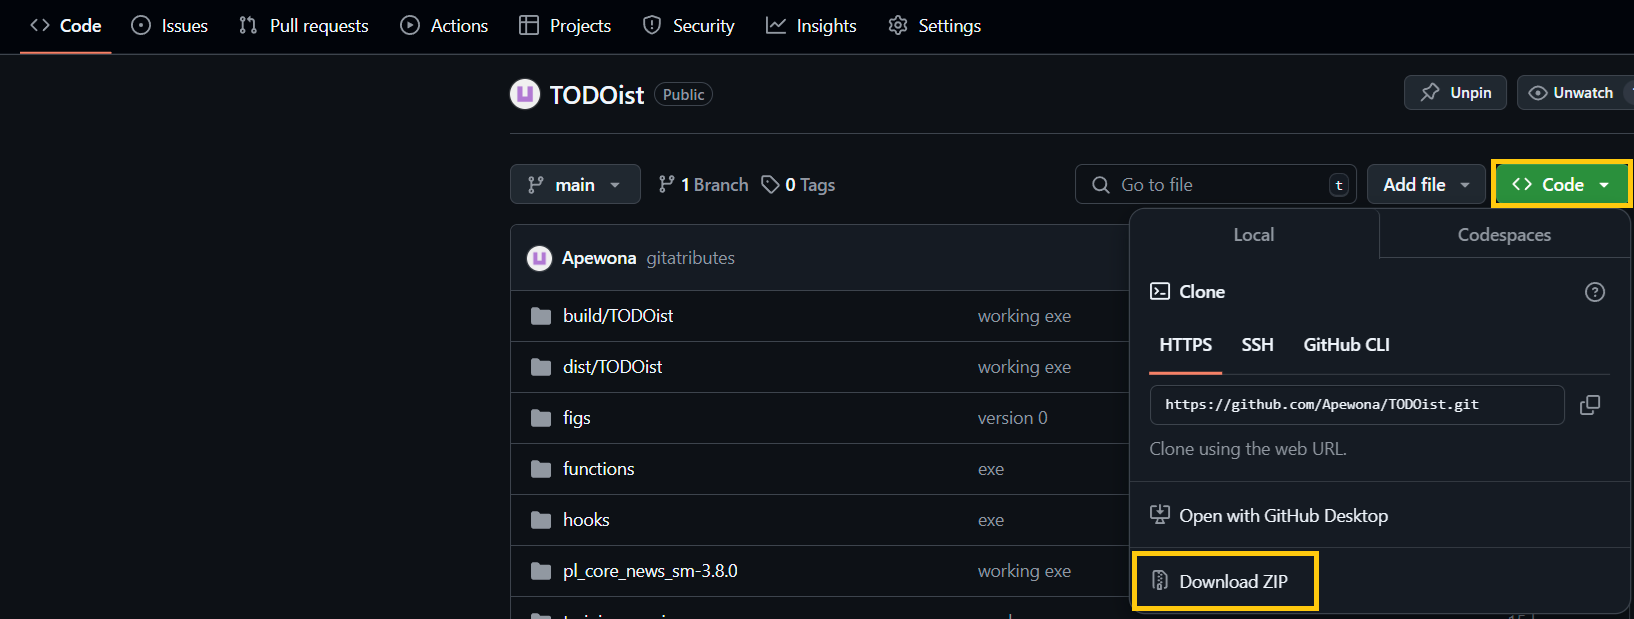 Code Issues Pull requests Actions Projects Security Insights Settings
TODOist Public Unpin Unwatch
main 1 Branch 0 Tags Go to file t Add file Code
Local Codespaces
Apewona gitatributes
Clone
build/TODOist working exe
HTTPS SSH GitHub CLI
dist/TODOist working exe
https://github.com/Apewona/TODOist.git
figs version 0
Clone using the web URL.
functions exe
hooks exe
Open with GitHub Desktop
pl_core_news_sm-3.8.0 working exe
Download ZIP